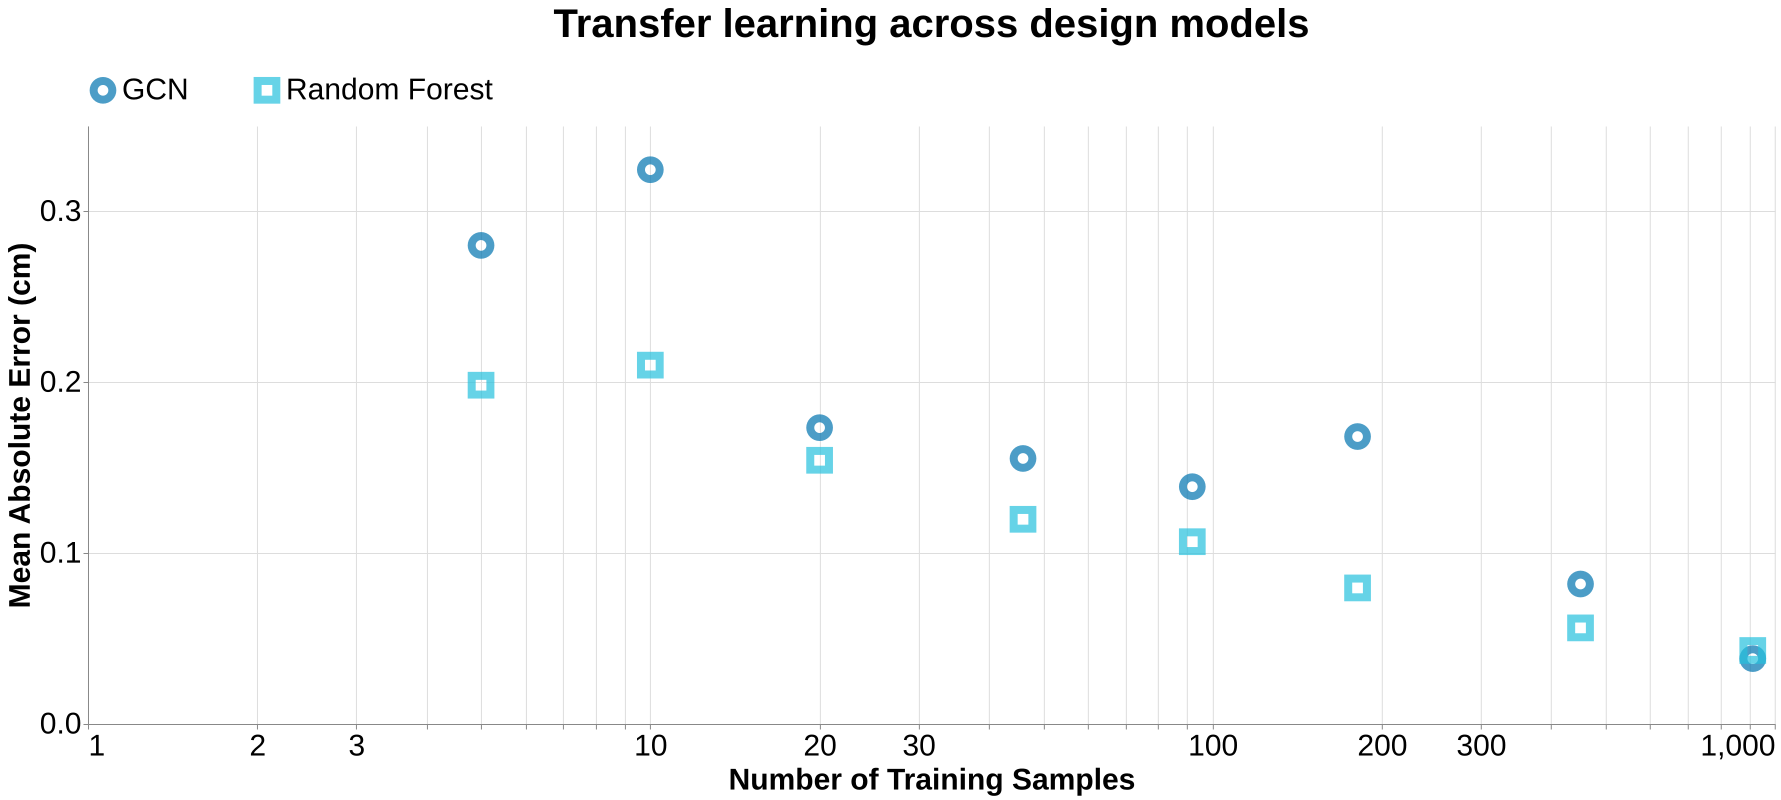 Transfer learning across design models
GCN
Random Forest
Mean Absolute Error (cm)
0.3
0.2
0.1
0.0
1 2 3 10 20 30 100 200 300 1,000
Number of Training Samples